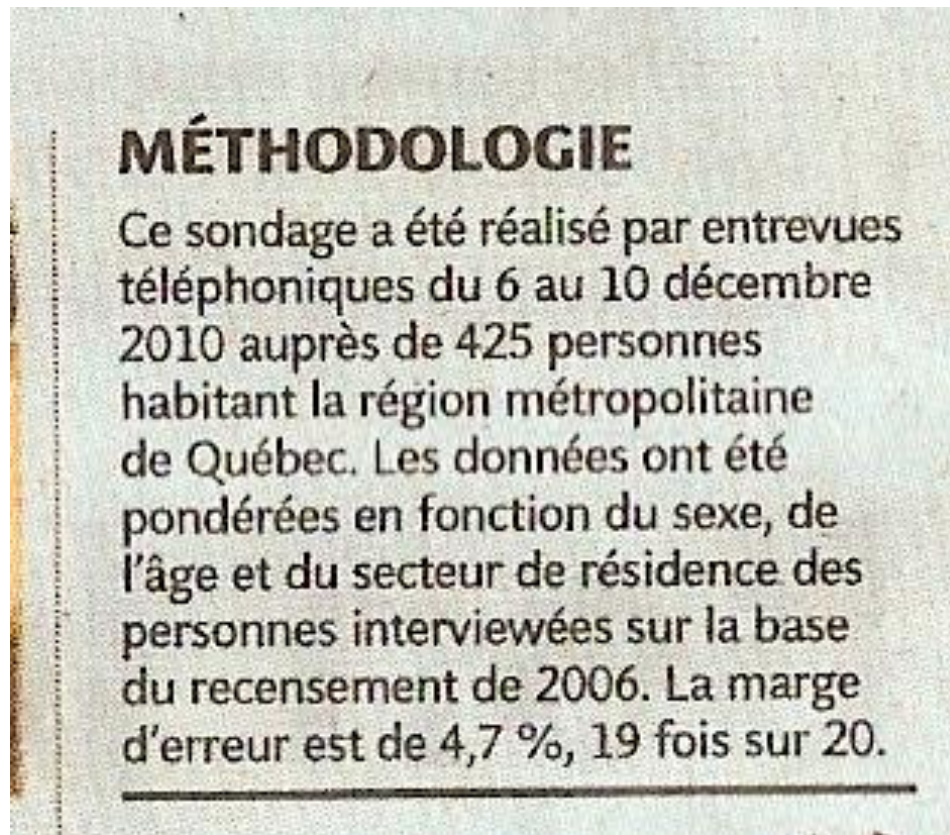 MÉTHODOLOGIE
Ce sondage a été réalisé par entrevues
téléphoniques du 6 au 10 décembre
2010 auprès de 425 personnes
habitant la région métropolitaine
de Québec. Les données ont été
pondérées en fonction du sexe, de
l'âge et du secteur de résidence des
personnes interviewées sur la base
du recensement de 2006. La marge
d'erreur est de 4,7 %, 19 fois sur 20.